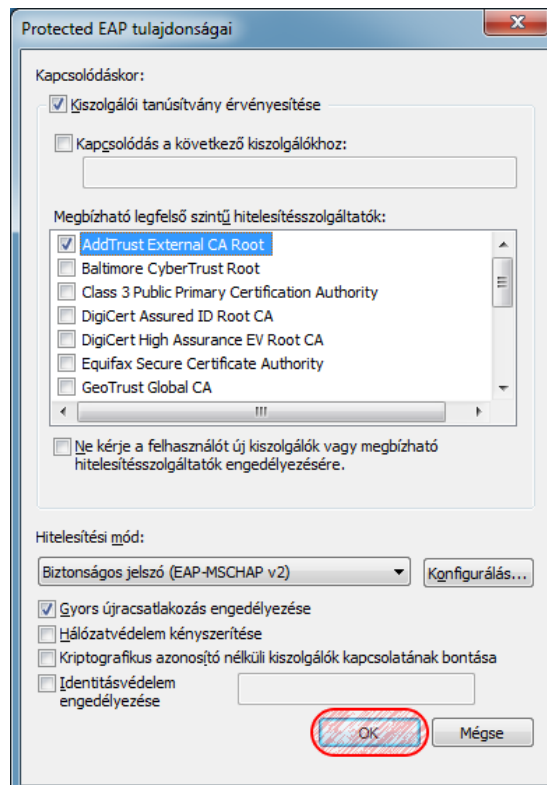 Protected EAP tulajdonságai
Kapcsolódáskor:
Kiszolgálói tanúsítvány érvényesítése
Kapcsolódás a következő kiszolgálókhoz:
Megbízható legfelső szintű hitelesítésszolgáltatók:
AddTrust External CA Root
Baltimore CyberTrust Root
Class 3 Public Primary Certification Authority
DigiCert Assured ID Root CA
DigiCert High Assurance EV Root CA
Equifax Secure Certificate Authority
GeoTrust Global CA
Ne kérje a felhasználót új kiszolgálók vagy megbízható
hitelesítésszolgáltatók engedélyezésére.
Hitelesítési mód:
Biztonságos jelszó (EAP-MSCHAP v2)
Konfigurálás...
Gyors újracsatlakozás engedélyezése
Hálózatvédelem kényszerítése
Kriptografikus azonosító nélküli kiszolgálók kapcsolatának bontása
Identitásvédelem
engedélyezése
OK
Mégse